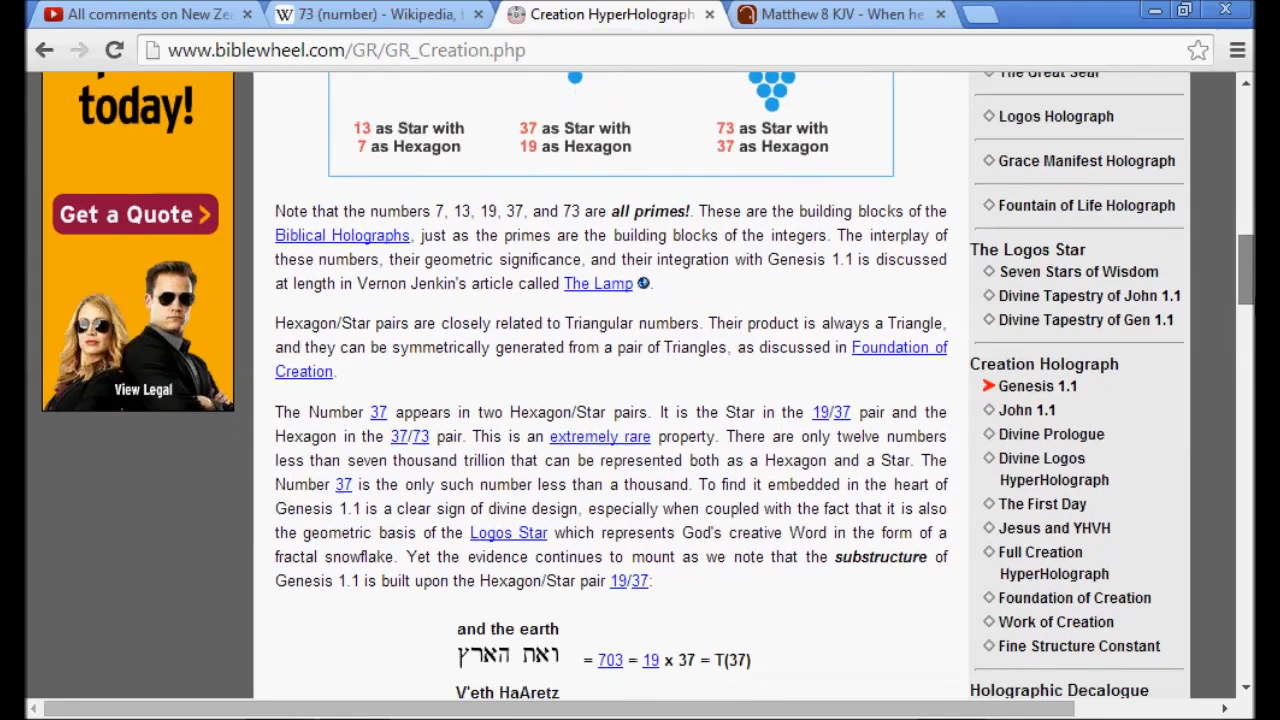 All comments on New Ze
73 (number) - Wikipedia,
Creation HyperHolograph
Matthew 8 KJV - When he
www.biblewheel.com/GR/GR_Creation.php
today!
Get a Quote >
View Legal
13 as Star with
7 as Hexagon
37 as Star with
19 as Hexagon
73 as Star with
37 as Hexagon
Note that the numbers 7, 13, 19, 37, and 73 are all primes!. These are the building blocks of the
Biblical Holographs, just as the primes are the building blocks of the integers. The interplay of
these numbers, their geometric significance, and their integration with Genesis 1.1 is discussed
at length in Vernon Jenkin's article called The Lamp .
Hexagon/Star pairs are closely related to Triangular numbers. Their product is always a Triangle,
and they can be symmetrically generated from a pair of Triangles, as discussed in Foundation of
Creation.
The Number 37 appears in two Hexagon/Star pairs. It is the Star in the 19/37 pair and the
Hexagon in the 37/73 pair. This is an extremely rare property. There are only twelve numbers
less than seven thousand trillion that can be represented both as a Hexagon and a Star. The
Number 37 is the only such number less than a thousand. To find it embedded in the heart of
Genesis 1.1 is a clear sign of divine design, especially when coupled with the fact that it is also
the geometric basis of the Logos Star which represents God's creative Word in the form of a
fractal snowflake. Yet the evidence continues to mount as we note that the substructure of
Genesis 1.1 is built upon the Hexagon/Star pair 19/37:
and the earth
ואת הארץ
= 703 = 19 x 37 = T(37)
V'eth HaAretz
The Great Seal
Logos Holograph
Grace Manifest Holograph
Fountain of Life Holograph
The Logos Star
Seven Stars of Wisdom
Divine Tapestry of John 1.1
Divine Tapestry of Gen 1.1
Creation Holograph
Genesis 1.1
John 1.1
Divine Prologue
Divine Logos
HyperHolograph
The First Day
Jesus and YHVH
Full Creation
HyperHolograph
Foundation of Creation
Work of Creation
Fine Structure Constant
Holographic Decalogue